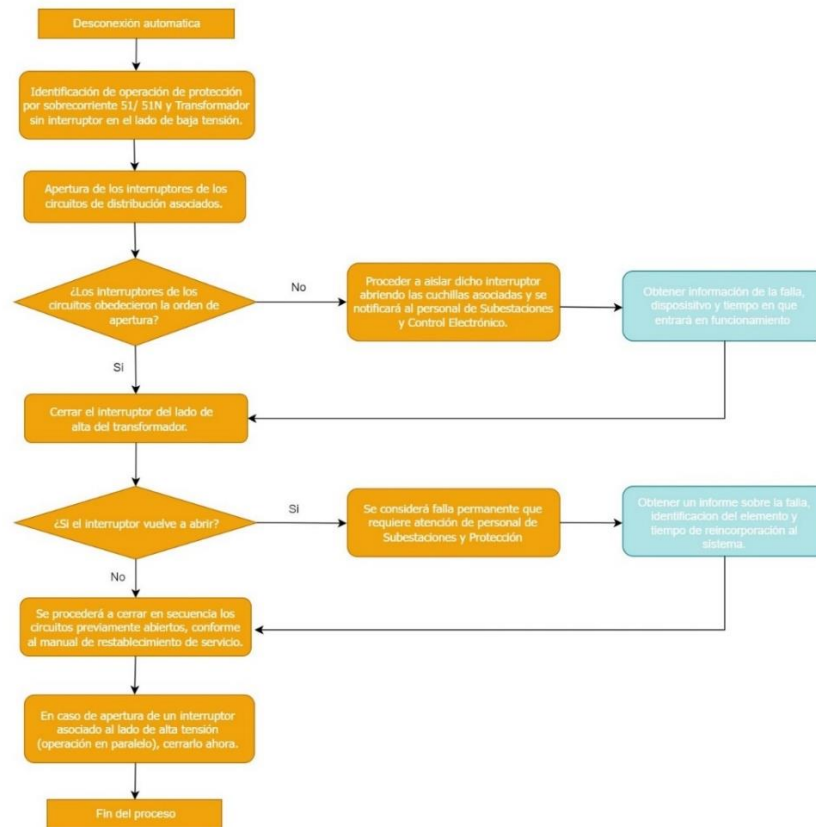 Desconexión automatica
Identificación de operación de protección
por sobrecorriente 51/ 51N y Transformador
sin interruptor en el lado de baja tensión.
Apertura de los interruptores de los
circuitos de distribución asociados.
¿Los interruptores de los
circuitos obedecieron la orden de
apertura?
No
Proceder a aislar dicho interruptor
abriendo las cuchillas asociadas y se
notificará al personal de Subestaciones
y Control Electrónico.
Obtener información de la falla,
disposisitvo y tiempo en que
entrará en funcionamiento
Sí
Cerrar el interruptor del lado de
alta del transformador.
¿Si el interruptor vuelve a abrir?
Si
Se considerá falla permanente que
requiere atención de personal de
Subestaciones y Protección
Obtener un informe sobre la falla,
identificacion del elemento y
tiempo de reincorporación al
sistema.
No
Se procederá a cerrar en secuencia los
circuitos previamente abiertos, conforme
al manual de restablecimiento de servicio.
En caso de apertura de un interruptor
asociado al lado de alta tensión
(operación en paralelo), cerrarlo ahora.
Fin del proceso